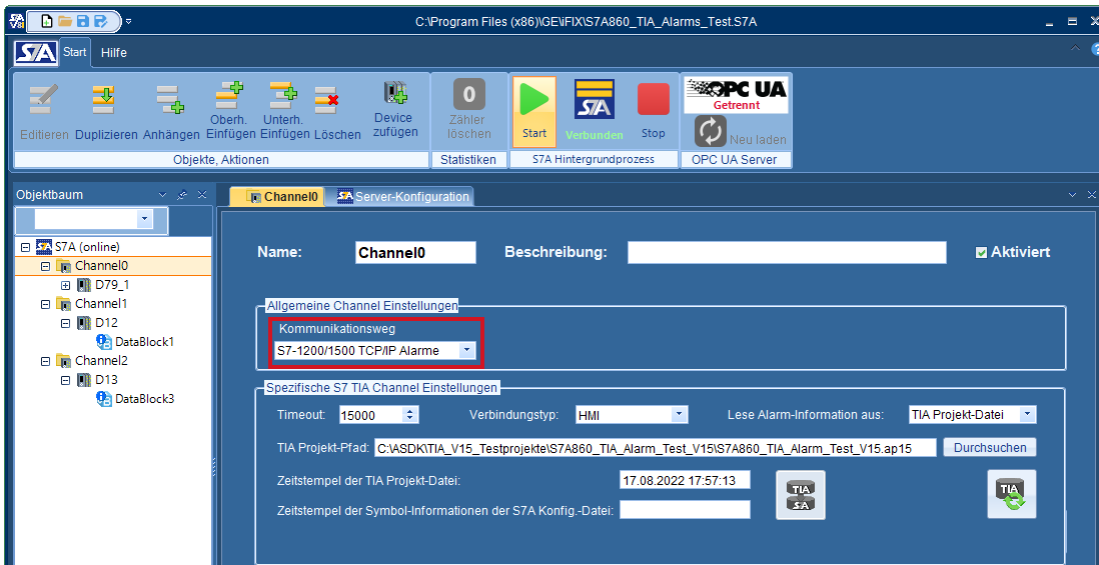 C:\Program Files (x86)\GE\iFIX\S7A860_TIA_Alarms_Test.S7A
S7A Start Hilfe
Editieren Duplizieren Anhängen Oberh. Einfügen Unterh. Einfügen Löschen Device zufügen
0 Zähler löschen
Start S7A Verbunden Stop
OPC UA
Getrennt
Neu laden
Objekte, Aktionen Statistiken S7A Hintergrundprozess OPC UA Server
Objektbaum
Channel0 Server-Konfiguration
S7A (online)
Channel0
D79_1
Channel1
D12
DataBlock1
Channel2
D13
DataBlock3
Name: Channel0 Beschreibung: Aktiviert
Allgemeine Channel Einstellungen
Kommunikationsweg
S7-1200/1500 TCP/IP Alarme
Spezifische S7 TIA Channel Einstellungen
Timeout: 15000 Verbindungstyp: HMI Lese Alarm-Information aus: TIA Projekt-Datei
TIA Projekt-Pfad: C:\ASDK\TIA_V15_Testprojekte\S7A860_TIA_Alarm_Test_V15\S7A860_TIA_Alarm_Test_V15.ap15 Durchsuchen
Zeitstempel der TIA Projekt-Datei: 17.08.2022 17:57:13
Zeitstempel der Symbol-Informationen der S7A Konfig.-Datei:
TIA
SA
TIA